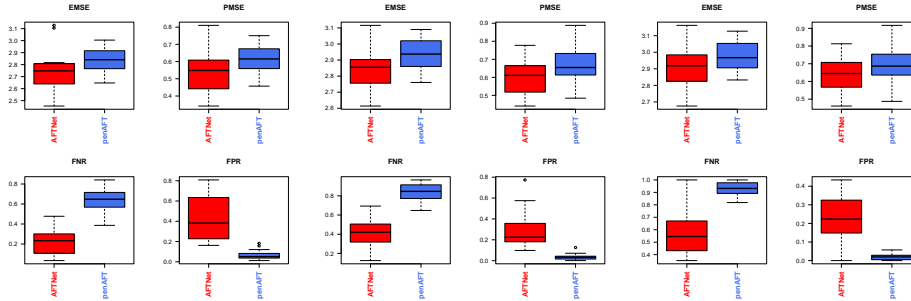 EMSE
3.1
3.0
2.9
2.8
2.7
2.6
2.5
AFTNet
penAFT
PMSE
0.8
0.7
0.6
0.5
0.4
AFTNet
penAFT
EMSE
3.1
3.0
2.9
2.8
2.7
2.6
AFTNet
penAFT
PMSE
0.9
0.8
0.7
0.6
0.5
AFTNet
penAFT
EMSE
3.1
3.0
2.9
2.8
2.7
AFTNet
penAFT
PMSE
0.9
0.8
0.7
0.6
0.5
AFTNet
penAFT
FNR
0.8
0.6
0.4
0.2
AFTNet
penAFT
FPR
0.8
0.6
0.4
0.2
0.0
AFTNet
penAFT
FNR
0.8
0.6
0.4
0.2
AFTNet
penAFT
FPR
0.8
0.6
0.4
0.2
0.0
AFTNet
penAFT
FNR
1.0
0.9
0.8
0.7
0.6
0.5
0.4
AFTNet
penAFT
FPR
0.4
0.3
0.2
0.1
0.0
AFTNet
penAFT